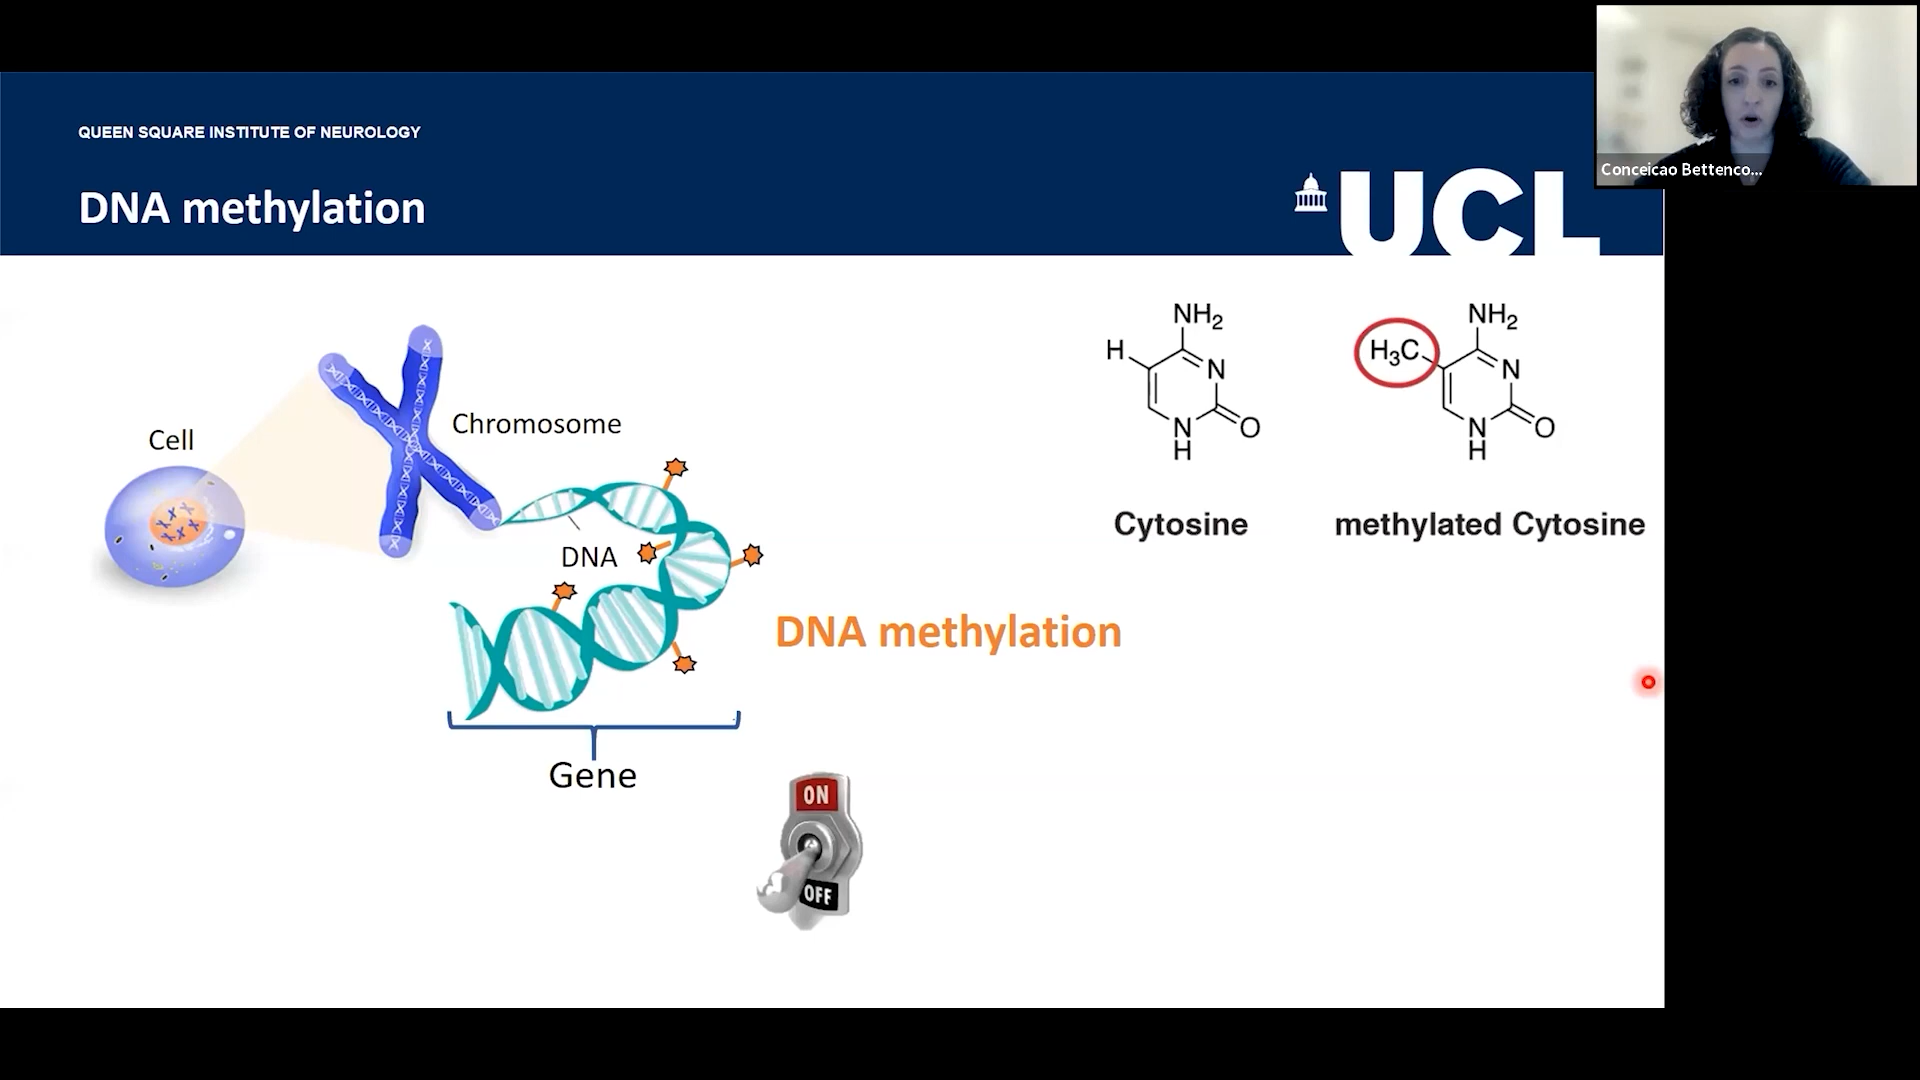 Conceicao Bettenco...
QUEEN SQUARE INSTITUTE OF NEUROLOGY
DNA methylation
UCL
Cell
Chromosome
DNA
DNA methylation
Gene
ON
OFF
NH₂
H
N
N
H
O
Cytosine
NH₂
H₃C
N
N
H
O
methylated Cytosine